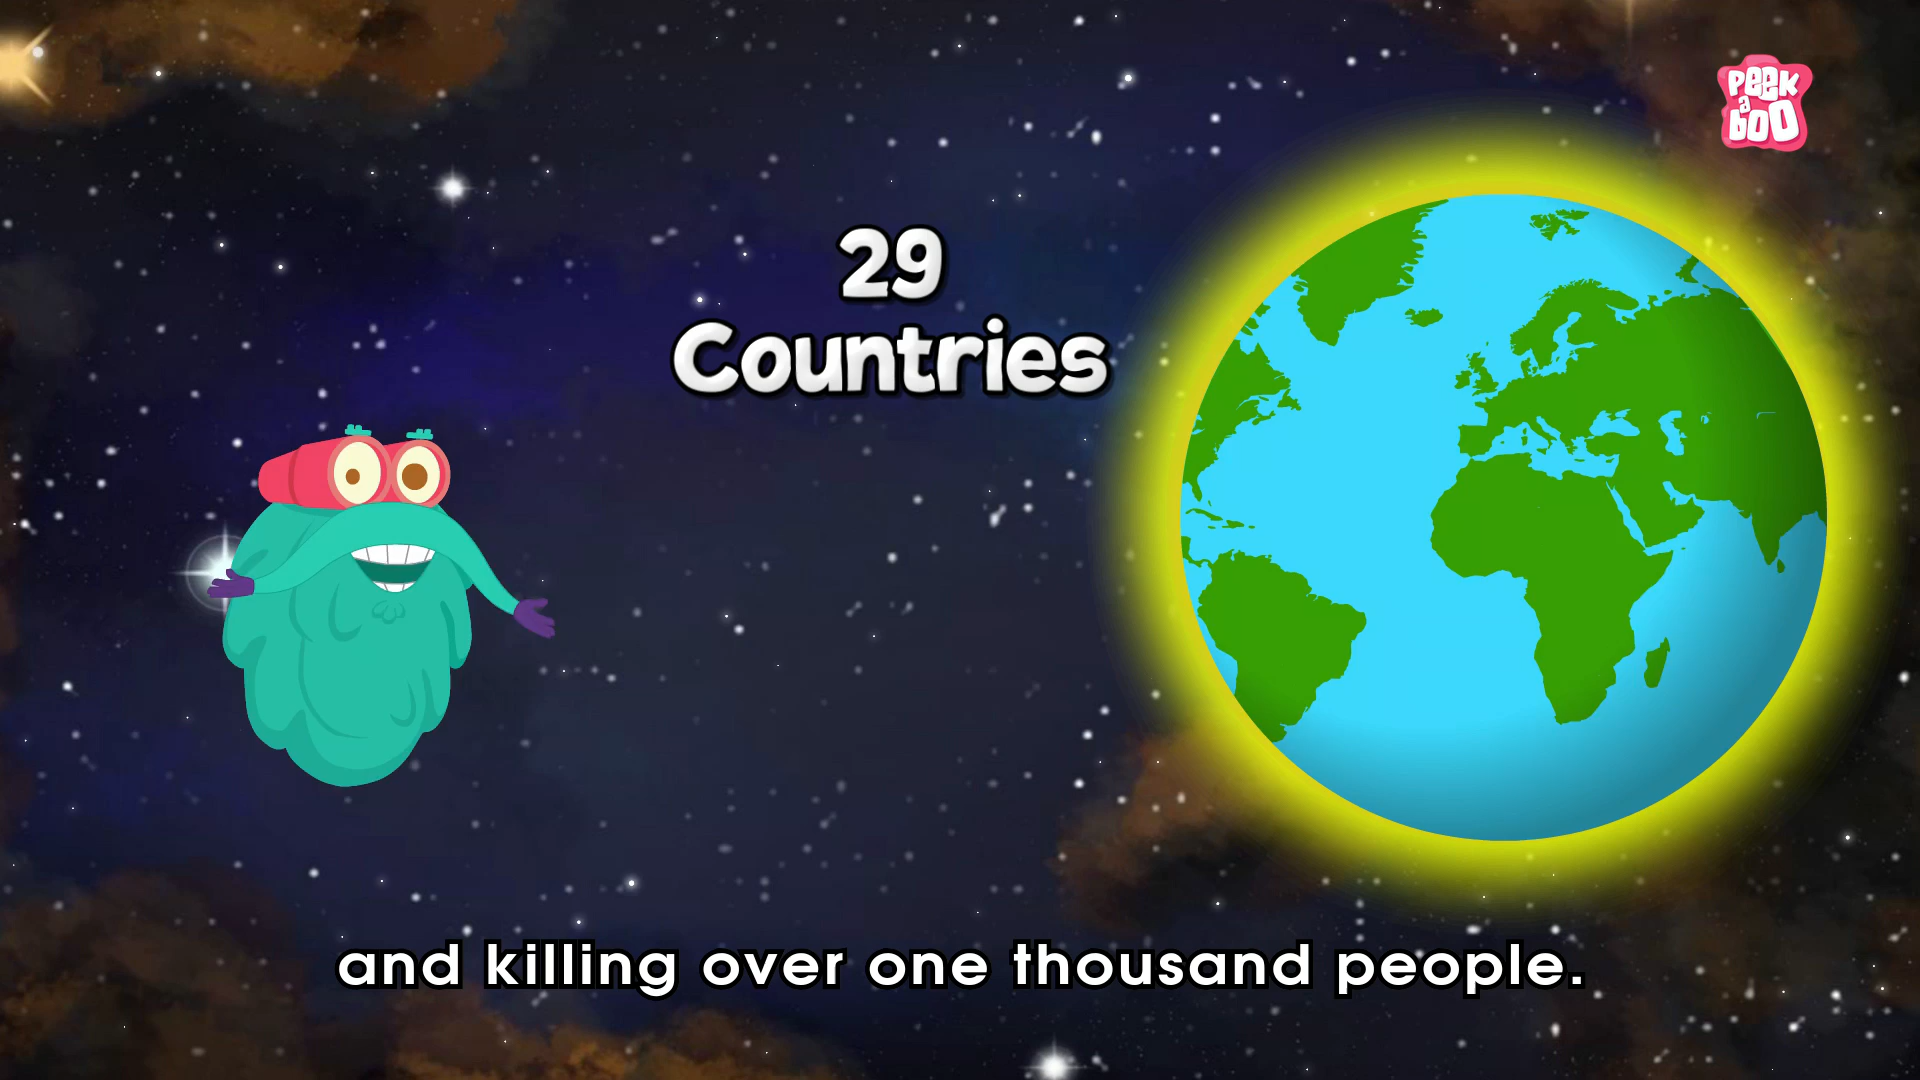 PEEK
a
boo
29
Countries
and killing over one thousand people.